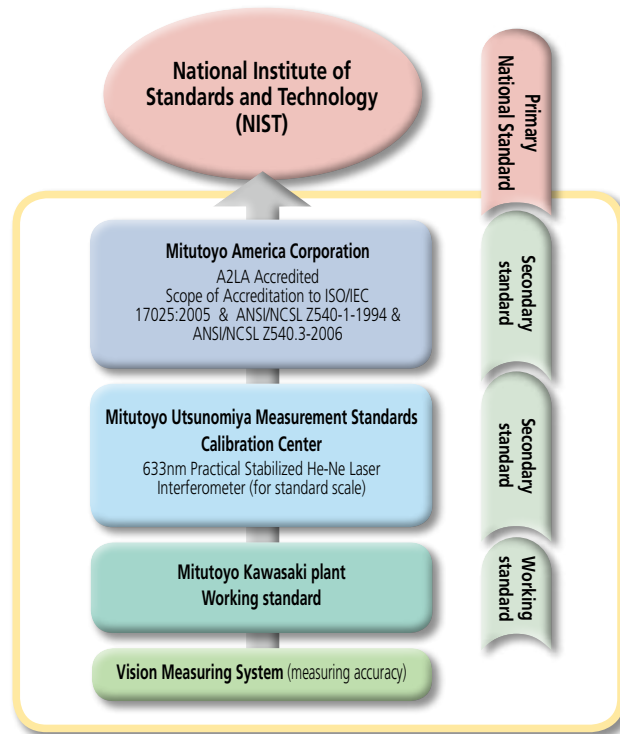 National Institute of
Standards and Technology
(NIST)
Primary
National Standard
Mitutoyo America Corporation
A2LA Accredited
Scope of Accreditation to ISO/IEC
17025:2005 & ANSI/NCSL Z540-1-1994 &
ANSI/NCSL Z540.3-2006
Secondary
standard
Mitutoyo Utsunomiya Measurement Standards
Calibration Center
633nm Practical Stabilized He-Ne Laser
Interferometer (for standard scale)
Secondary
standard
Mitutoyo Kawasaki plant
Working standard
Working
standard
Vision Measuring System (measuring accuracy)